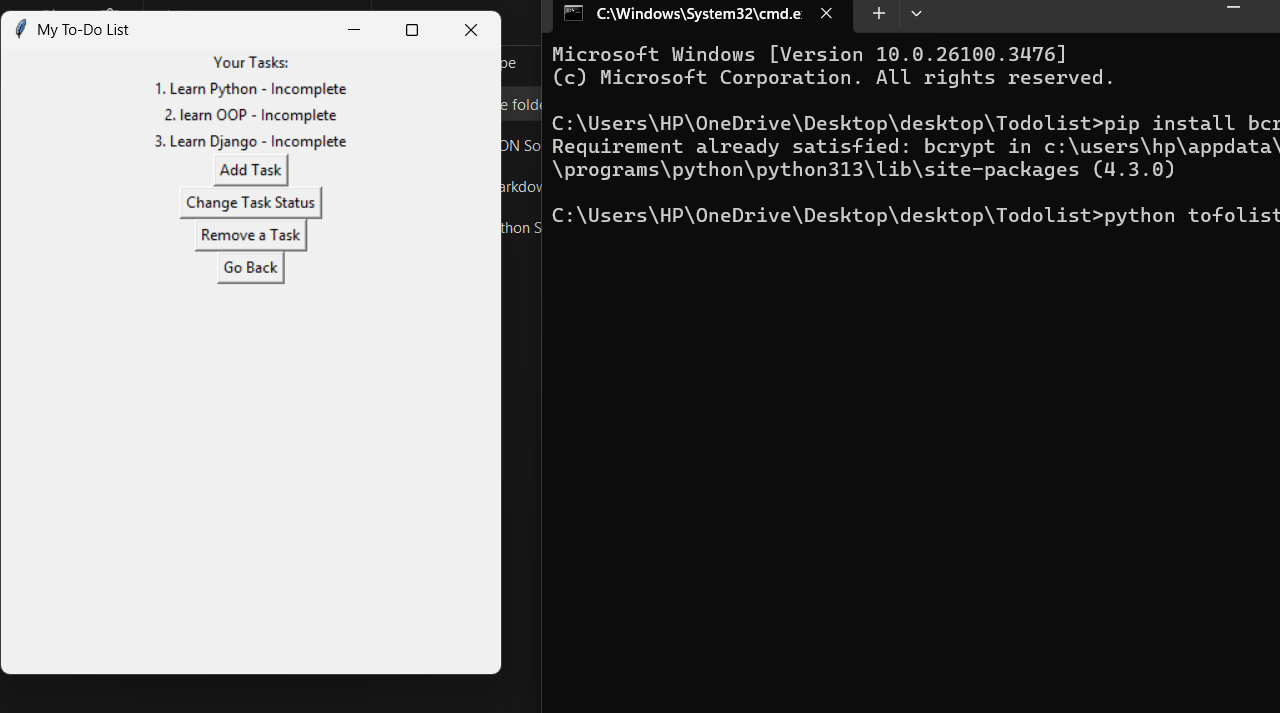 My To-Do List
Your Tasks:
1. Learn Python - Incomplete
2. learn OOP - Incomplete
3. Learn Django - Incomplete
Add Task
Change Task Status
Remove a Task
Go Back
pe
e folde
ON So
arkdow
thon S
C:\Windows\System32\cmd.e
Microsoft Windows [Version 10.0.26100.3476]
(c) Microsoft Corporation. All rights reserved.
C:\Users\HP\OneDrive\Desktop\desktop\Todolist>pip install bcr
Requirement already satisfied: bcrypt in c:\users\hp\appdata\
\programs\python\python313\lib\site-packages (4.3.0)
C:\Users\HP\OneDrive\Desktop\desktop\Todolist>python tofolist